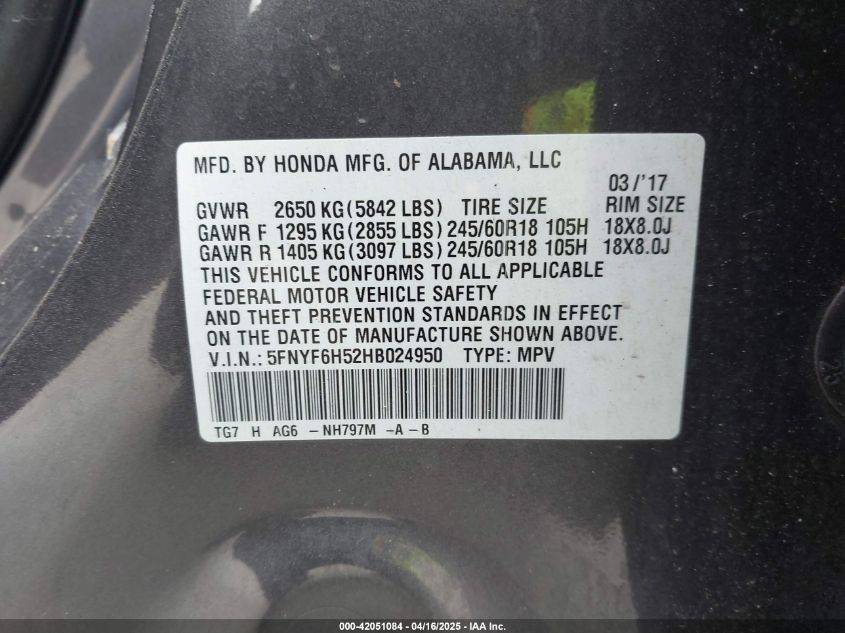 MFD. BY HONDA MFG. OF ALABAMA, LLC
03/'17
GVWR 2650 KG (5842 LBS) TIRE SIZE RIM SIZE
GAWR F 1295 KG (2855 LBS) 245/60R18 105H 18X8.0J
GAWR R 1405 KG (3097 LBS) 245/60R18 105H 18X8.0J
THIS VEHICLE CONFORMS TO ALL APPLICABLE
FEDERAL MOTOR VEHICLE SAFETY
AND THEFT PREVENTION STANDARDS IN EFFECT
ON THE DATE OF MANUFACTURE SHOWN ABOVE.
V.I.N.: 5FNYF6H52HB024950 TYPE: MPV
TG7 H AG6 -NH797M -A -B
000-42051084 - 04/16/2025 - IAA Inc.